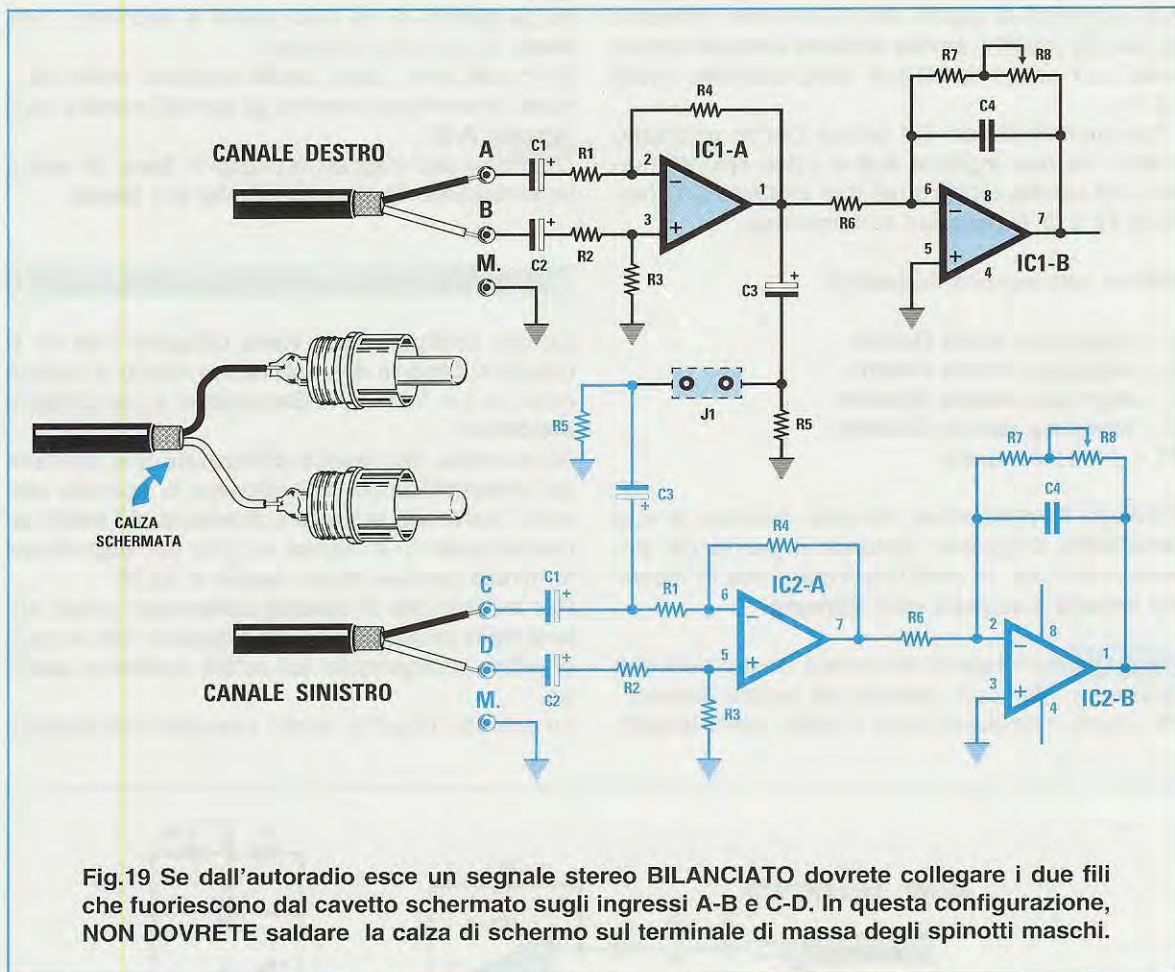 CANALE DESTRO
A
B
M.
C1
C2
R1
R2
R3
R4
2
3
1
IC1-A
R6
R7
R8
C4
6
5
8
7
4
IC1-B
C3
J1
R5
R5
C3
CALZA
SCHERMATA
CANALE SINISTRO
C
D
M.
C1
C2
R1
R2
R3
R4
6
5
7
IC2-A
R6
R7
R8
C4
2
3
8
1
4
IC2-B
Fig.19 Se dall'autoradio esce un segnale stereo BILANCIATO dovrete collegare i due fili
che fuoriescono dal cavetto schermato sugli ingressi A-B e C-D. In questa configurazione,
NON DOVRETE saldare la calza di schermo sul terminale di massa degli spinotti maschi.